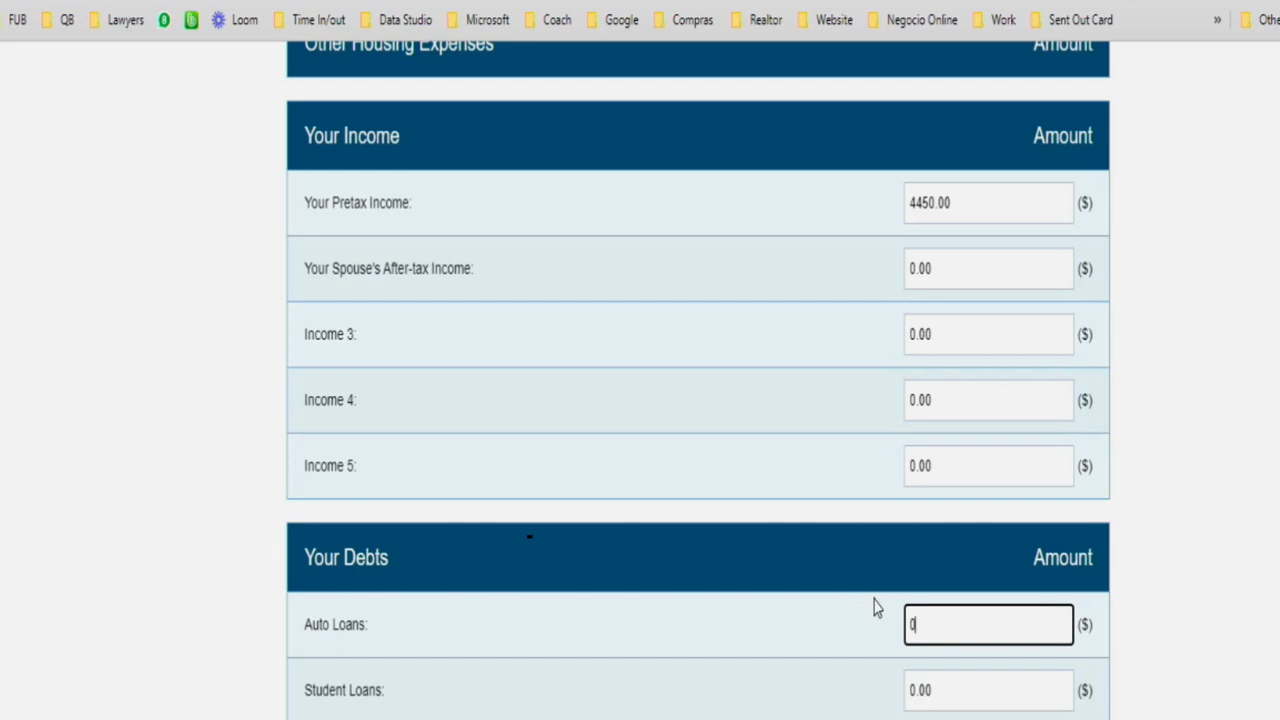 FUB QB Lawyers 8 b Loom Time In/out Data Studio Microsoft Coach Google Compras Realtor Website Negocio Online Work Sent Out Card » Othe
Other Housing Expenses Amount
Your Income Amount
Your Pretax Income: 4450.00 ($)
Your Spouse's After-tax Income: 0.00 ($)
Income 3: 0.00 ($)
Income 4: 0.00 ($)
Income 5: 0.00 ($)
Your Debts Amount
Auto Loans: 0 ($)
Student Loans: 0.00 ($)